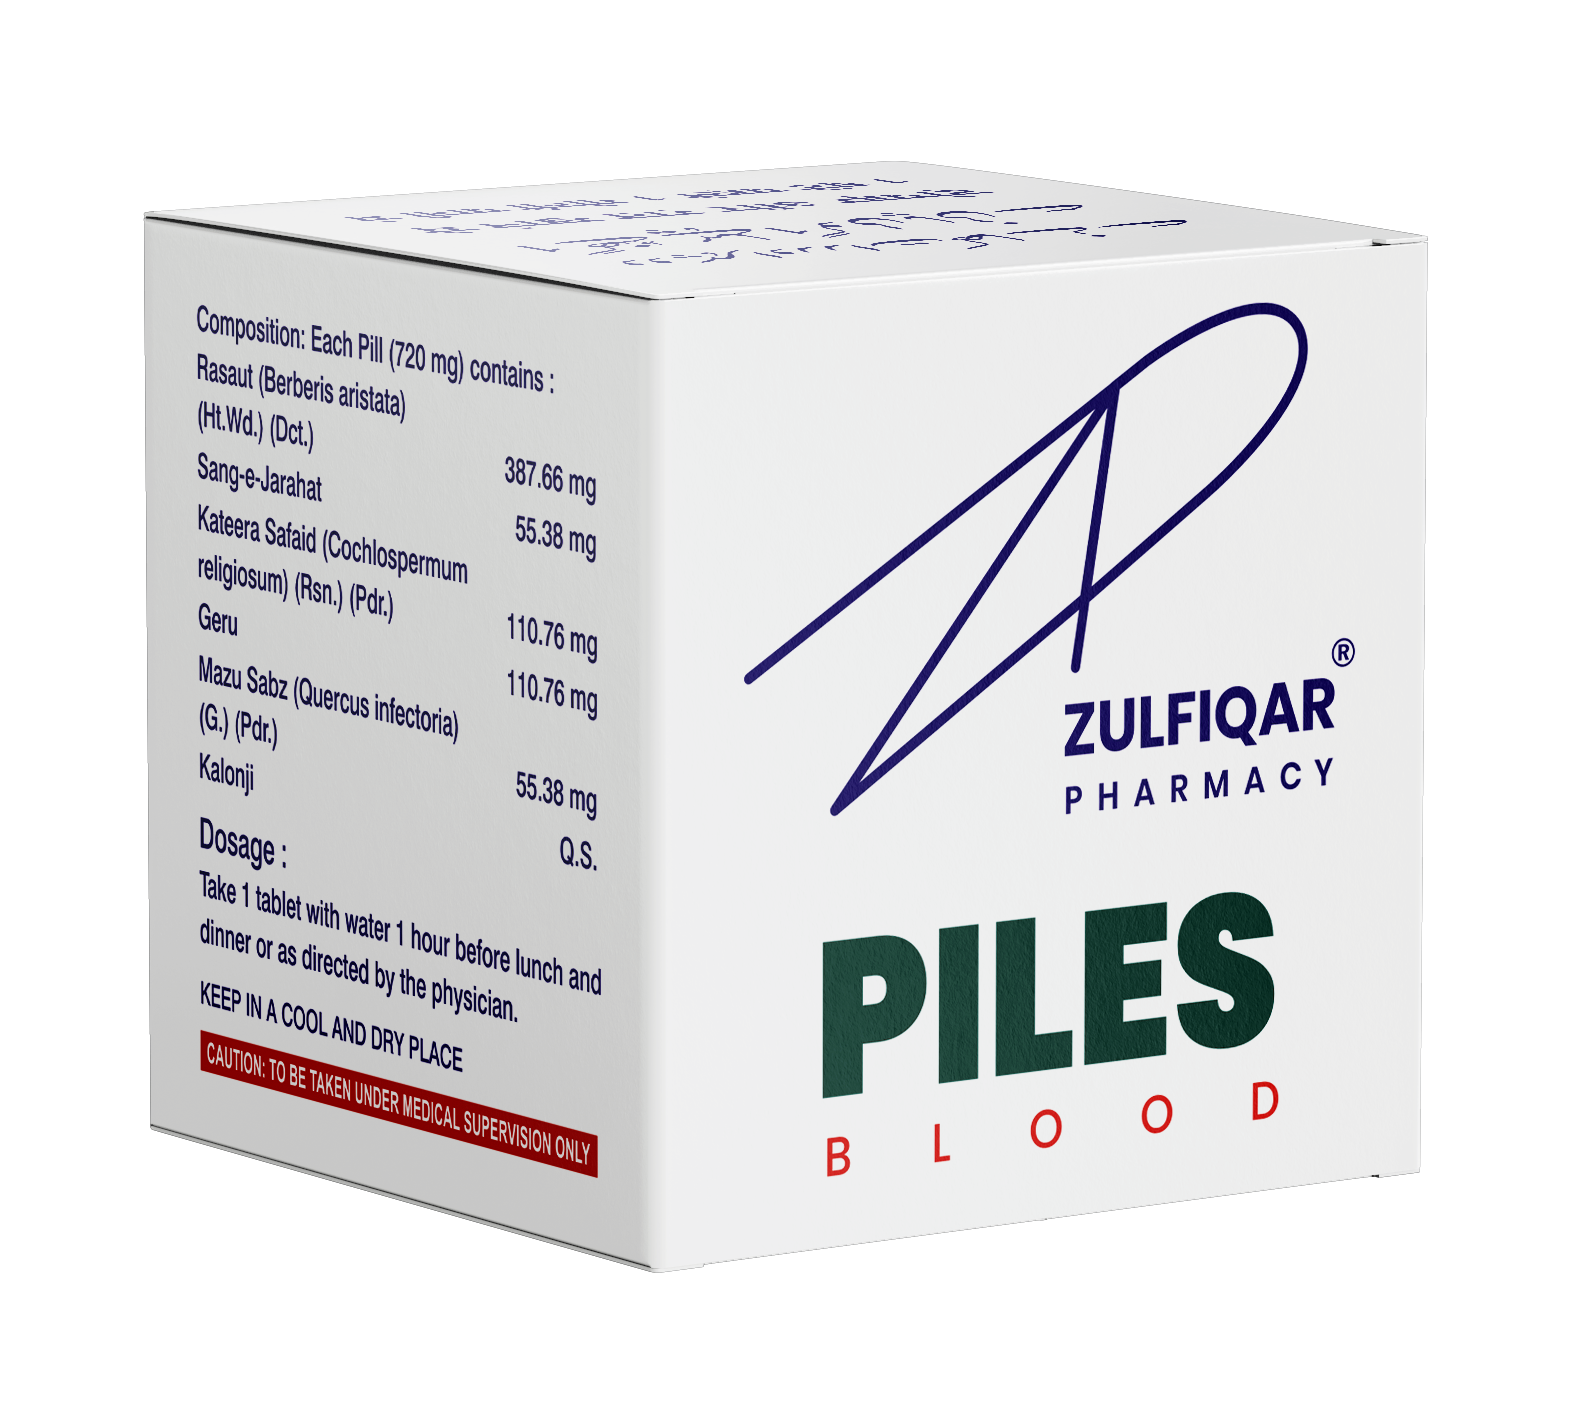 Composition: Each Pill (720 mg) contains :
Rasaut (Berberis aristata)
(Ht.Wd.) (Dct.) 387.66 mg
Sang-e-Jarahat 55.38 mg
Kateera Safaid (Cochlospermum
religiosum) (Rsn.) (Pdr.) 110.76 mg
Geru 110.76 mg
Mazu Sabz (Quercus infectoria)
(G.) (Pdr.) 55.38 mg
Kalonji Q.S.
Dosage :
Take 1 tablet with water 1 hour before lunch and
dinner or as directed by the physician.
KEEP IN A COOL AND DRY PLACE
CAUTION: TO BE TAKEN UNDER MEDICAL SUPERVISION ONLY
ZULFIQAR®
PHARMACY
PILES
BLOOD